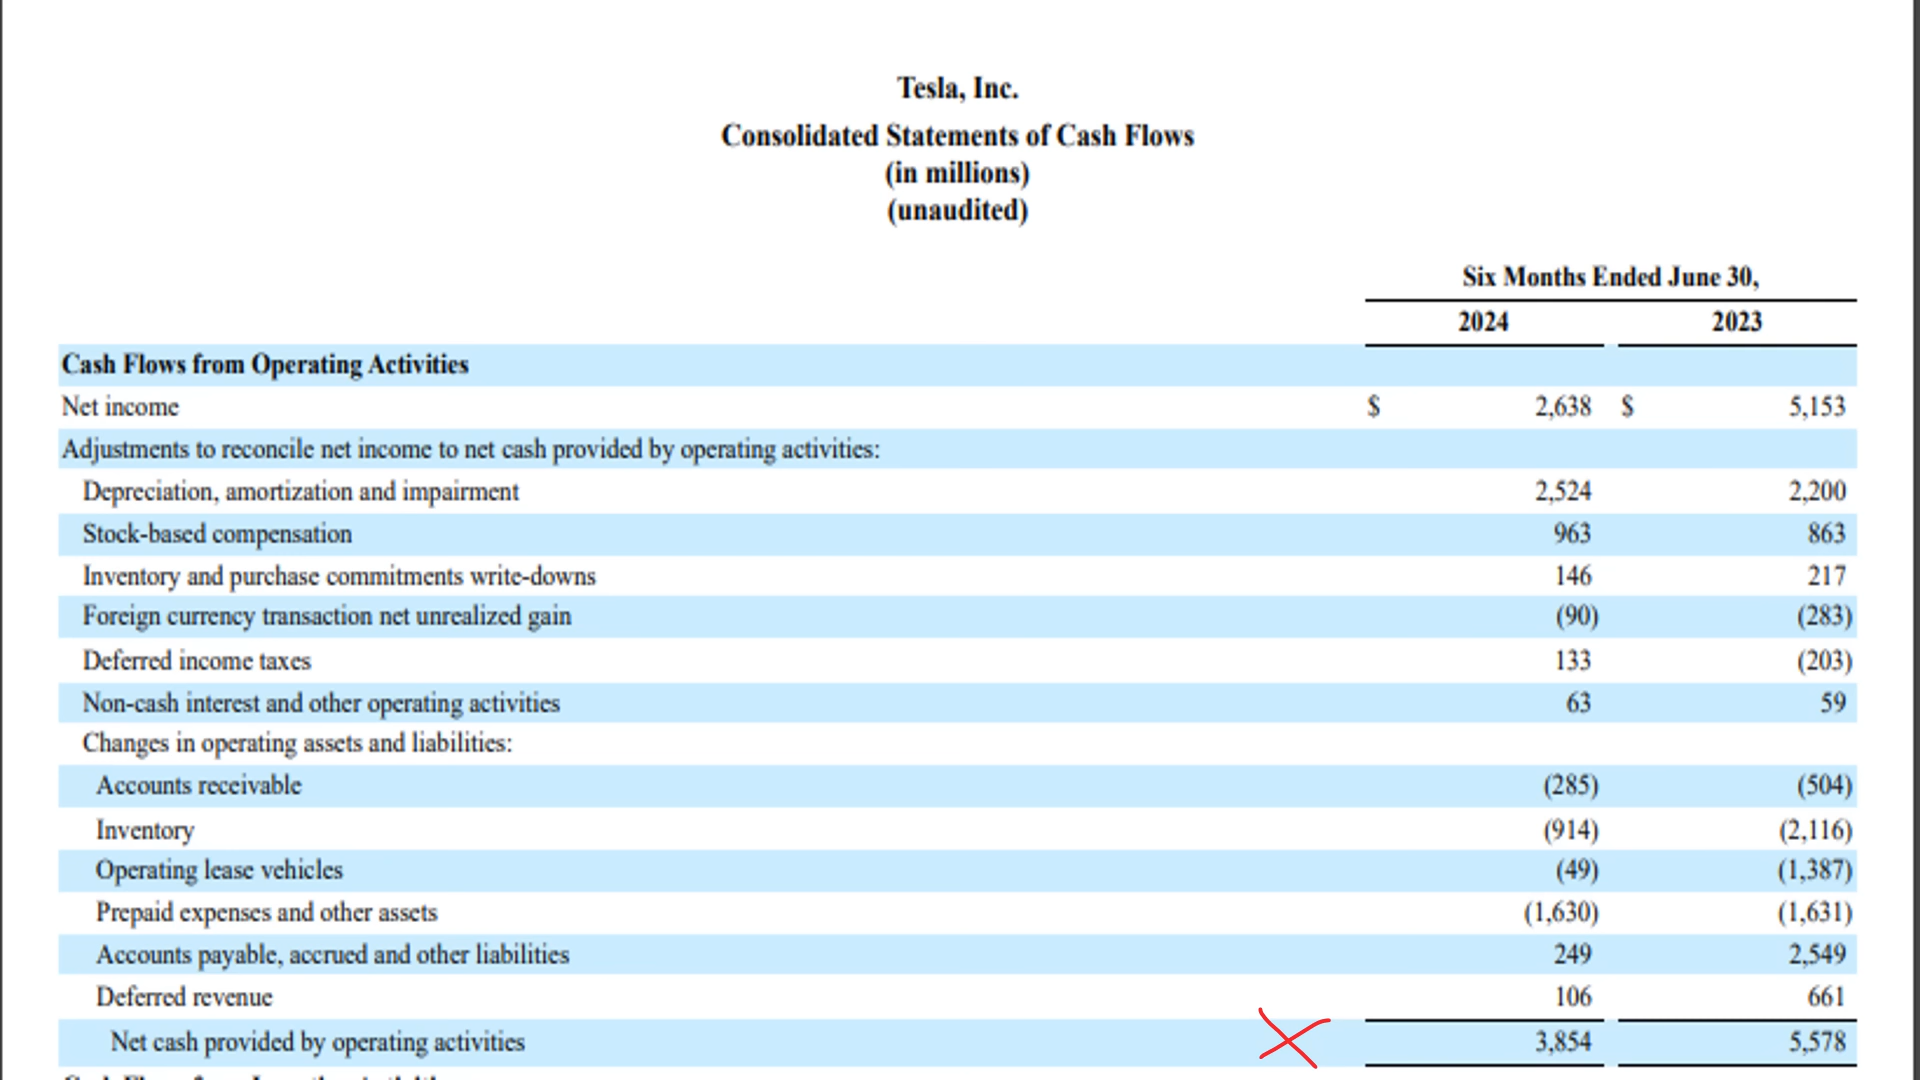 Tesla, Inc.
Consolidated Statements of Cash Flows
(in millions)
(unaudited)
Six Months Ended June 30,
2024 2023
Cash Flows from Operating Activities
Net income $ 2,638 $ 5,153
Adjustments to reconcile net income to net cash provided by operating activities:
Depreciation, amortization and impairment 2,524 2,200
Stock-based compensation 963 863
Inventory and purchase commitments write-downs 146 217
Foreign currency transaction net unrealized gain (90) (283)
Deferred income taxes 133 (203)
Non-cash interest and other operating activities 63 59
Changes in operating assets and liabilities:
Accounts receivable (285) (504)
Inventory (914) (2,116)
Operating lease vehicles (49) (1,387)
Prepaid expenses and other assets (1,630) (1,631)
Accounts payable, accrued and other liabilities 249 2,549
Deferred revenue 106 661
Net cash provided by operating activities 3,854 5,578